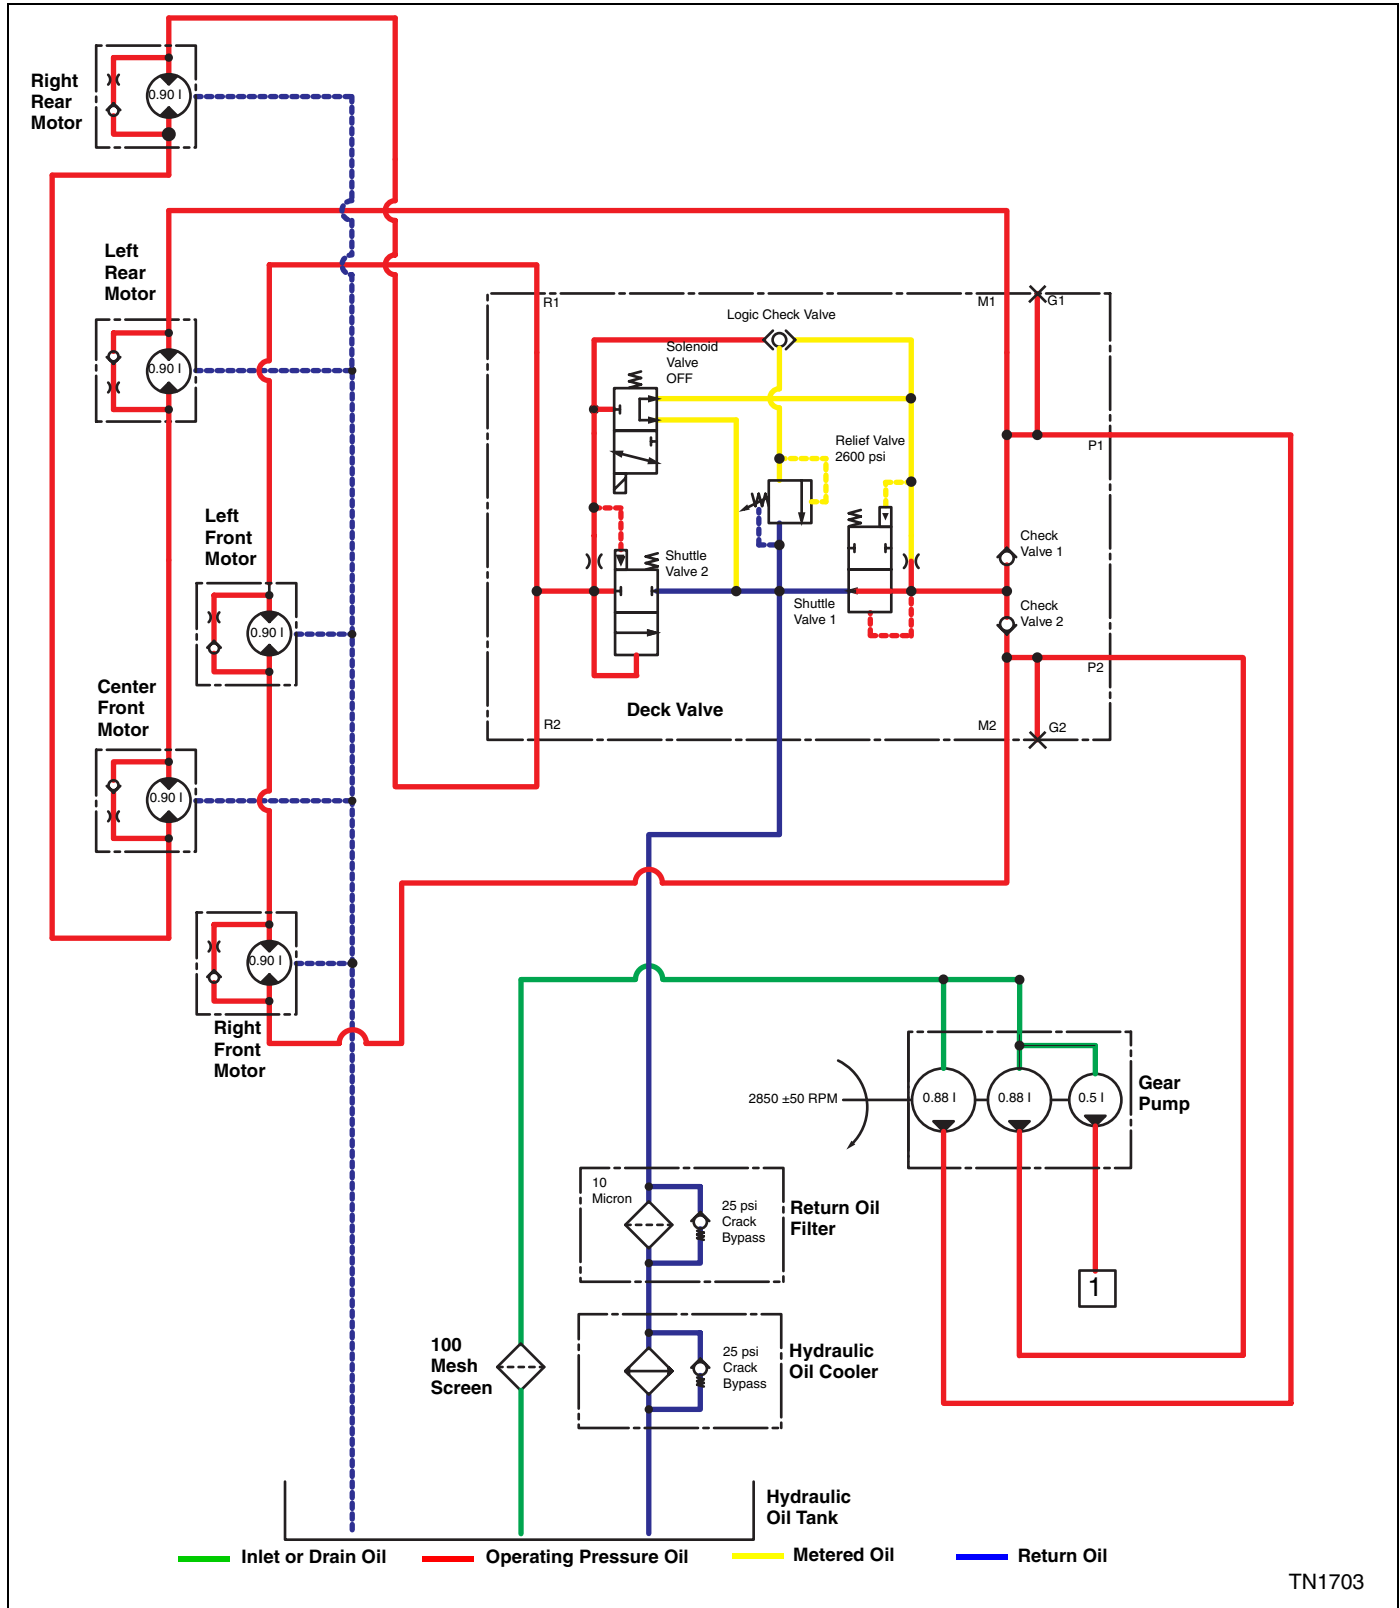 Right
Rear
Motor
0.90 I
Left
Rear
Motor
0.90 I
R1
M1
G1
Logic Check Valve
Solenoid
Valve
OFF
Relief Valve
2600 psi
P1
Left
Front
Motor
0.90 I
Check
Valve 1
Shuttle
Valve 2
Shuttle
Valve 1
Check
Valve 2
P2
Center
Front
Motor
0.90 I
Deck Valve
R2
M2
G2
0.90 I
Right
Front
Motor
2850 ±50 RPM
0.88 I
0.88 I
0.5 I
Gear
Pump
10
Micron
25 psi
Crack
Bypass
Return Oil
Filter
1
100
Mesh
Screen
25 psi
Crack
Bypass
Hydraulic
Oil Cooler
Hydraulic
Oil Tank
Inlet or Drain Oil
Operating Pressure Oil
Metered Oil
Return Oil
TN1703